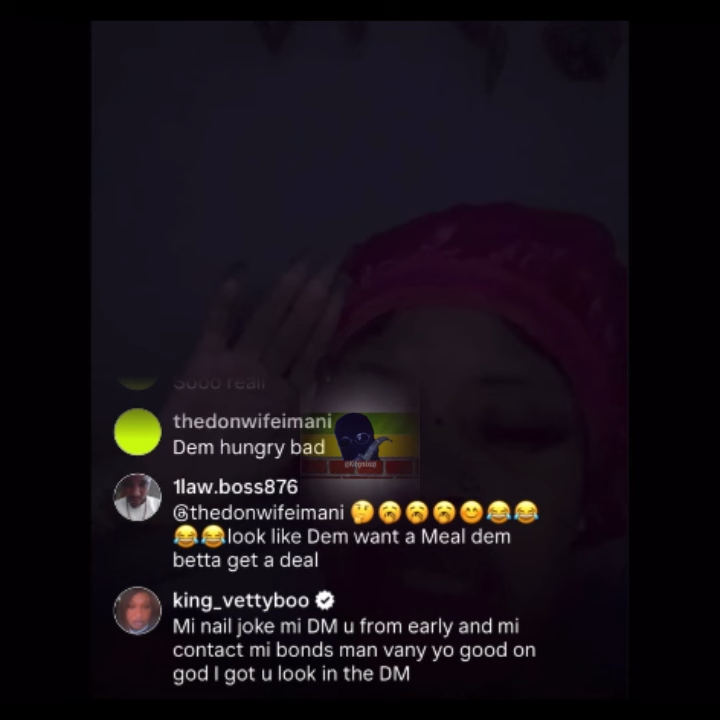 Sooo reall
thedonwifeimani
Dem hungry bad
1law.boss876
@thedonwifeimani 🤔😥😥😥😊😂😂
😂😂look like Dem want a Meal dem
betta get a deal
king_vettyboo
Mi nail joke mi DM u from early and mi
contact mi bonds man vany yo good on
god I got u look in the DM